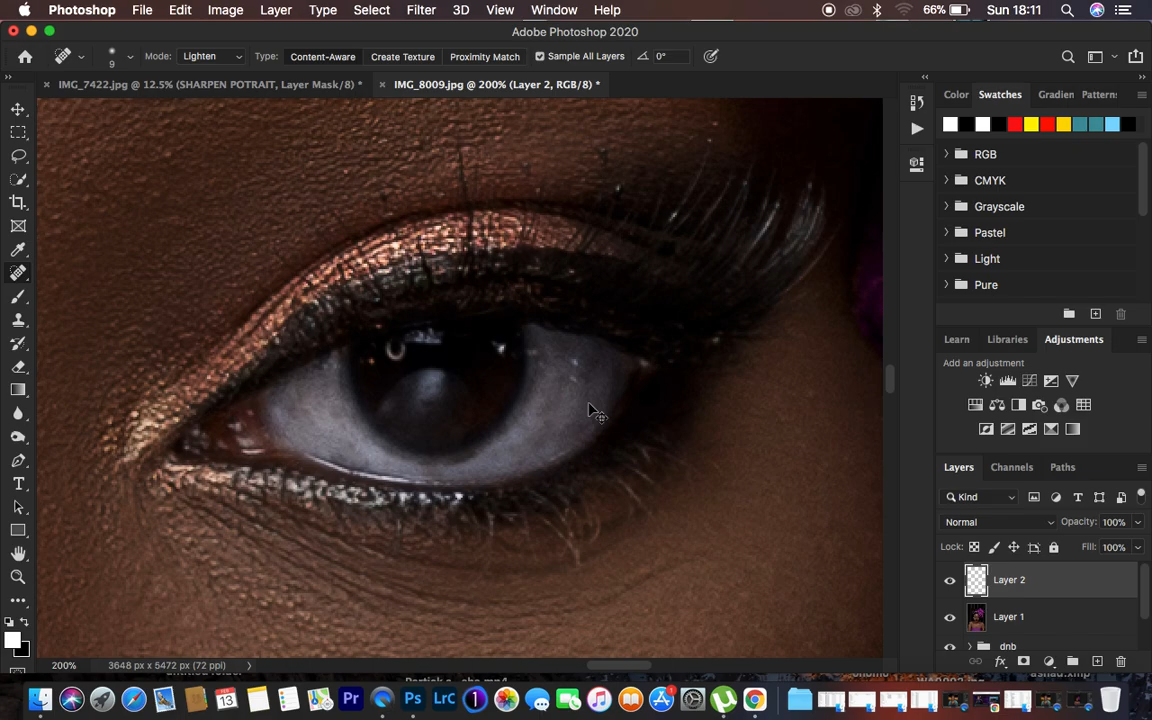 Photoshop File Edit Image Layer Type Select Filter 3D View Window Help 66% Sun 18:11
Adobe Photoshop 2020
9 Mode: Lighten Type: Content-Aware Create Texture Proximity Match Sample All Layers 0°
IMG_7422.jpg @ 12.5% (SHARPEN POTRAIT, Layer Mask/8) * IMG_8009.jpg @ 200% (Layer 2, RGB/8) *
Color Swatches Gradien Patterns
RGB
CMYK
Grayscale
Pastel
Light
Pure
Learn Libraries Adjustments
Add an adjustment
Layers Channels Paths
Kind
Normal Opacity: 100%
Lock: Fill: 100%
Layer 2
Layer 1
dnb
200% 3648 px x 5472 px (72 ppi)